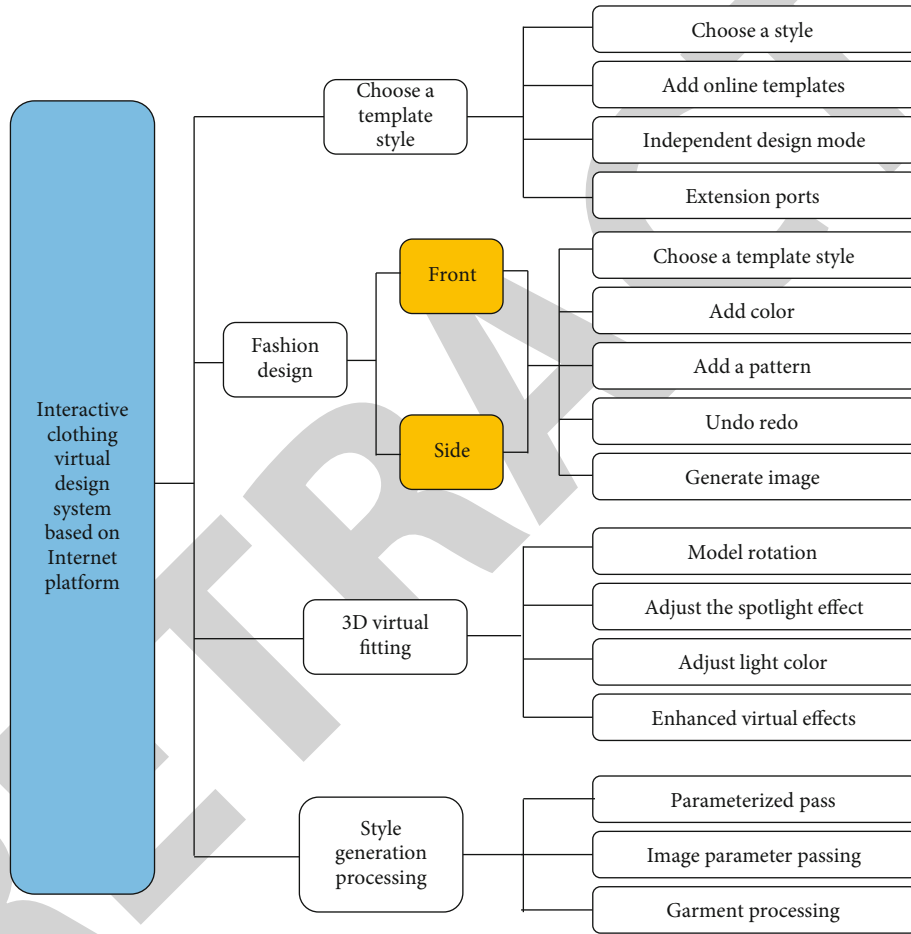 Interactive
clothing
virtual
design
system
based on
Internet
platform
Choose a
template
style
Choose a style
Add online templates
Independent design mode
Extension ports
Fashion
design
Front
Side
Choose a template style
Add color
Add a pattern
Undo redo
Generate image
3D virtual
fitting
Model rotation
Adjust the spotlight effect
Adjust light color
Enhanced virtual effects
Style
generation
processing
Parameterized pass
Image parameter passing
Garment processing
RETRACT